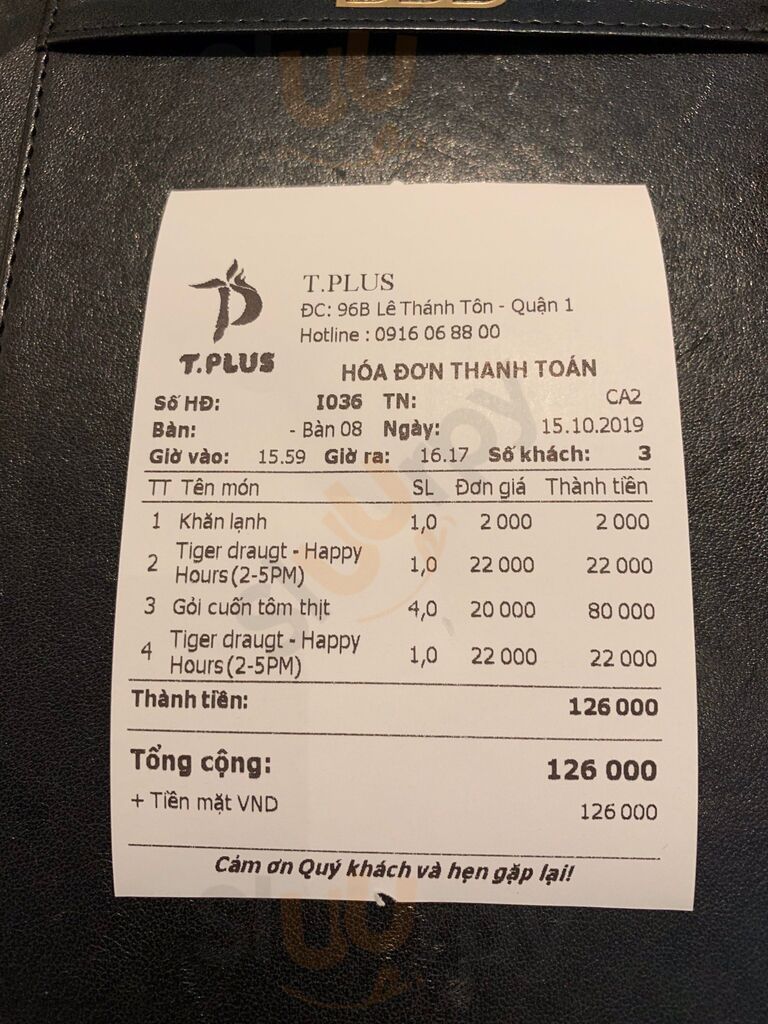 T.PLUS
T.PLUS
ĐC: 96B Lê Thánh Tôn - Quận 1
Hotline : 0916 06 88 00
HÓA ĐƠN THANH TOÁN
Số HĐ: I036 TN: CA2
Bàn: - Bàn 08 Ngày: 15.10.2019
Giờ vào: 15.59 Giờ ra: 16.17 Số khách: 3
TT Tên món SL Đơn giá Thành tiền
1 Khăn lạnh 1,0 2 000 2 000
2 Tiger draugt - Happy Hours(2-5PM) 1,0 22 000 22 000
3 Gỏi cuốn tôm thịt 4,0 20 000 80 000
4 Tiger draugt - Happy Hours(2-5PM) 1,0 22 000 22 000
Thành tiền: 126 000
Tổng cộng: 126 000
+ Tiền mặt VND 126 000
Cảm ơn Quý khách và hẹn gặp lại!